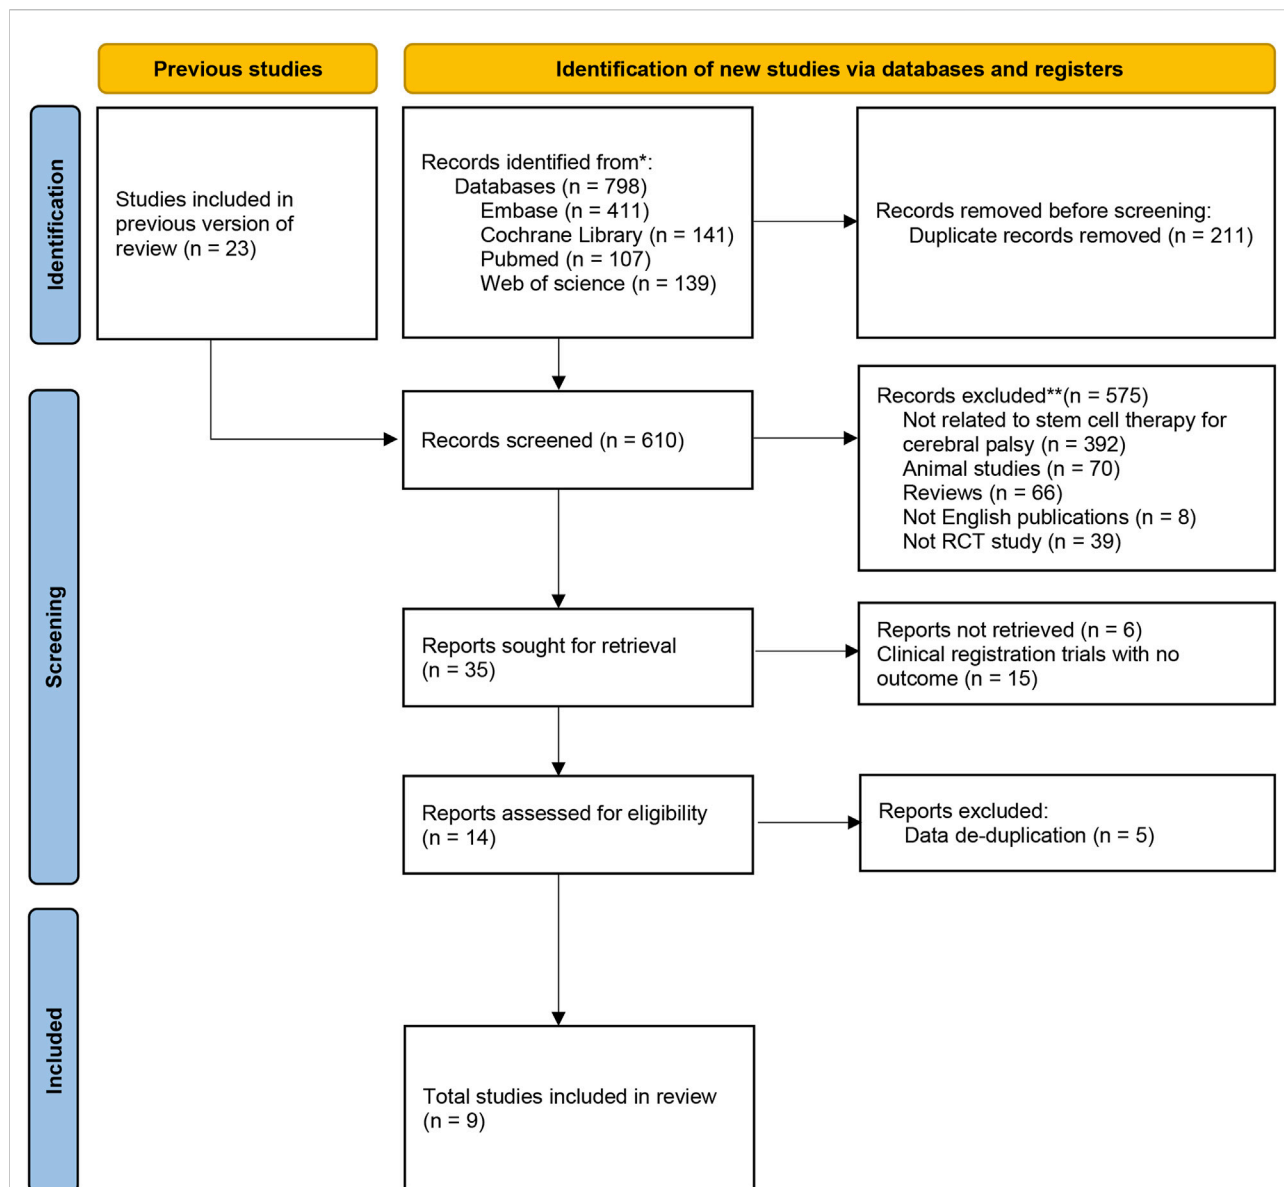 Previous studies
Identification of new studies via databases and registers
Identification
Studies included in
previous version of
review (n = 23)
Records identified from*:
Databases (n = 798)
Embase (n = 411)
Cochrane Library (n = 141)
Pubmed (n = 107)
Web of science (n = 139)
Records removed before screening:
Duplicate records removed (n = 211)
Screening
Records screened (n = 610)
Records excluded**(n = 575)
Not related to stem cell therapy for
cerebral palsy (n = 392)
Animal studies (n = 70)
Reviews (n = 66)
Not English publications (n = 8)
Not RCT study (n = 39)
Reports sought for retrieval
(n = 35)
Reports not retrieved (n = 6)
Clinical registration trials with no
outcome (n = 15)
Reports assessed for eligibility
(n = 14)
Reports excluded:
Data de-duplication (n = 5)
Included
Total studies included in review
(n = 9)